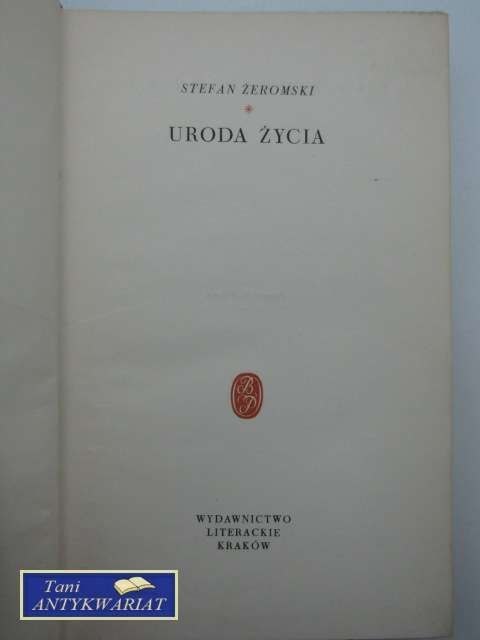 STEFAN ŻEROMSKI
URODA ŻYCIA
B
P
WYDAWNICTWO
LITERACKIE
KRAKÓW
Tani
ANTYKWARIAT